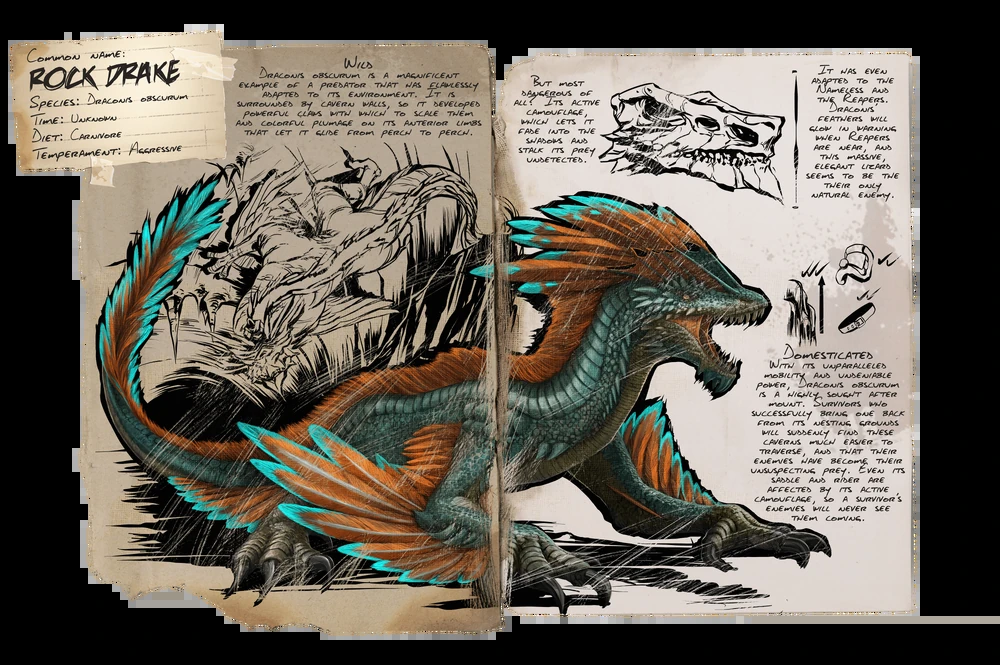 Common name:
Rock Drake
Species: Draconis obscurum
Time: Unknown
Diet: Carnivore
Temperament: Aggressive
Wild
Draconis obscurum is a magnificent
example of a predator that has flawlessly
adapted to its environment. It is
surrounded by cavern walls, so it developed
powerful claws with which to scale them
and colorful plumage on its anterior limbs
that let it glide from perch to perch.
But most
dangerous of
all? Its active
camouflage,
which lets it
fade into the
shadows and
stalk its prey
undetected.
It was even
adapted to the
Nameless and
the Reapers.
Draconis'
feathers will
glow in warning
when Reapers
are near, and
this massive,
elegant lizard
seems to be the
their only
natural enemy.
Domesticated
With its unparalleled
mobility and undeniable
power, Draconis obscurum
is a highly sought after
mount. Survivors who
successfully bring one back
from its nesting grounds
will suddenly find these
caverns much easier to
traverse, and that their
enemies have become their
unsuspecting prey. Even its
saddle and rider are
affected by its active
camouflage, so a survivor's
enemies will never see
them coming.